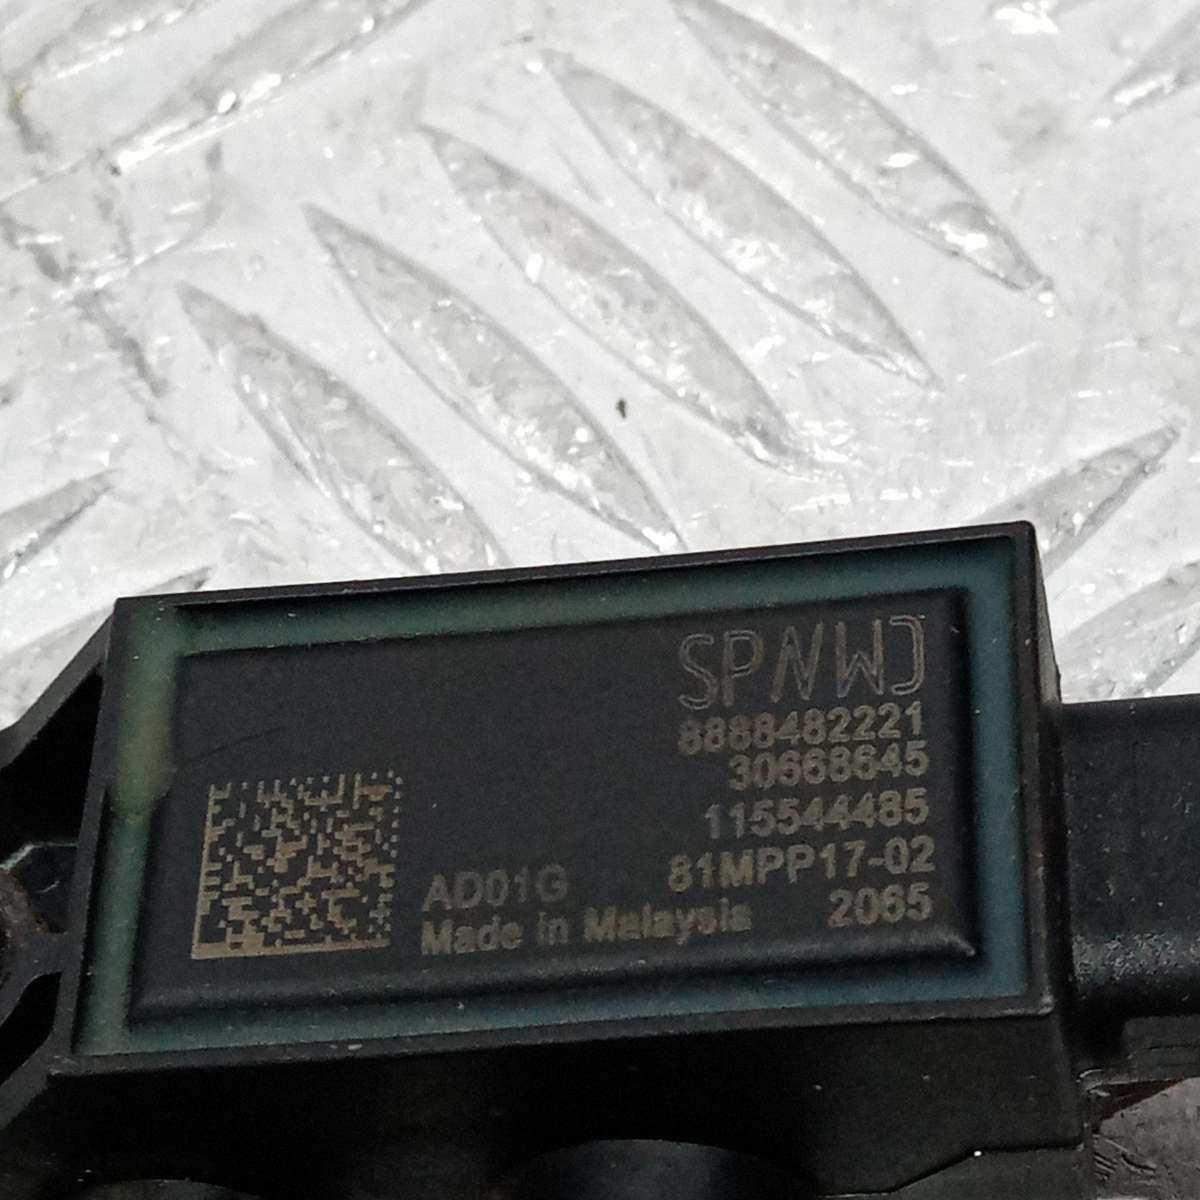 SPNWJ
8888482221
30668645
115544485
AD01G 81MPP17-02
Made in Malaysia 2065